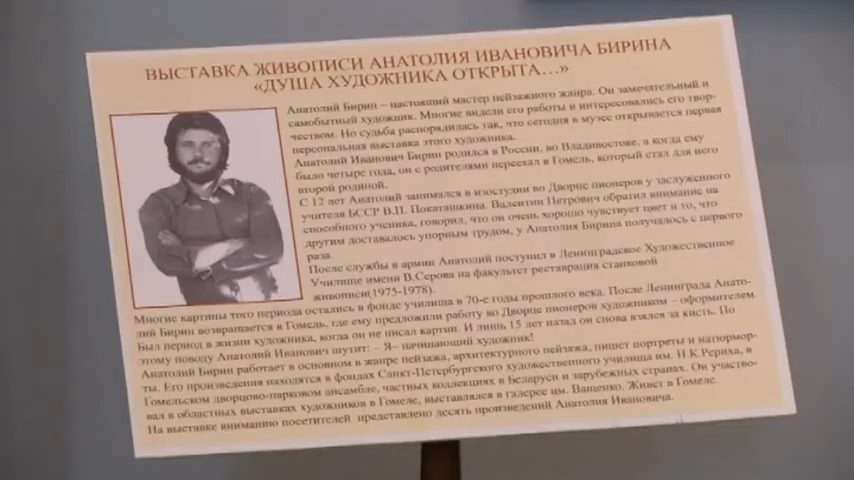 ВЫСТАВКА ЖИВОПИСИ АНАТОЛИЯ ИВАНОВИЧА БИРИНА
«ДУША ХУДОЖНИКА ОТКРЫТА…»
Анатолий Бирин – настоящий мастер пейзажного жанра. Он замечательный и
самобытный художник. Многие видели его работы и интересовались его твор-
чеством. Но судьба распорядилась так, что сегодня в музее открывается первая
персональная выставка этого художника.
Анатолий Иванович Бирин родился в России, во Владивостоке, а когда ему
было четыре года, он с родителями переехал в Гомель, который стал для него
второй родиной.
С 12 лет Анатолий занимался в изостудии во Дворце пионеров у заслуженного
учителя БССР В.П. Покаташкина. Валентин Петрович обратил внимание на
способного ученика, говорил, что он очень хорошо чувствует цвет и то, что
другим доставалось упорным трудом, у Анатолия Бирина получалось с первого
раза.
После службы в армии Анатолий поступил в Ленинградское Художественное
Училище имени В.Серова на факультет реставрация станковой
живописи(1975-1978).
Многие картины того периода остались в фонде училища в 70-е годы прошлого века. После Ленинграда Анато-
лий Бирин возвращается в Гомель, где ему предложили работу во Дворце пионеров художником – оформителем.
Был период в жизни художника, когда он не писал картин. И лишь 15 лет назад он снова взялся за кисть. По
этому поводу Анатолий Иванович шутит: – Я– начинающий художник!
Анатолий Бирин работает в основном в жанре пейзажа, архитектурного пейзажа, пишет портреты и натюрмор-
ты. Его произведения находятся в фондах Санкт-Петербургского художественного училища им. Н.К.Рериха, в
Гомельском дворцово-парковом ансамбле, частных коллекциях в Беларуси и зарубежных странах. Он участво-
вал в областных выставках художников в Гомеле, выставлялся в галерее им. Ващенко. Живёт в Гомеле.
На выставке вниманию посетителей представлено десять произведений Анатолия Ивановича.